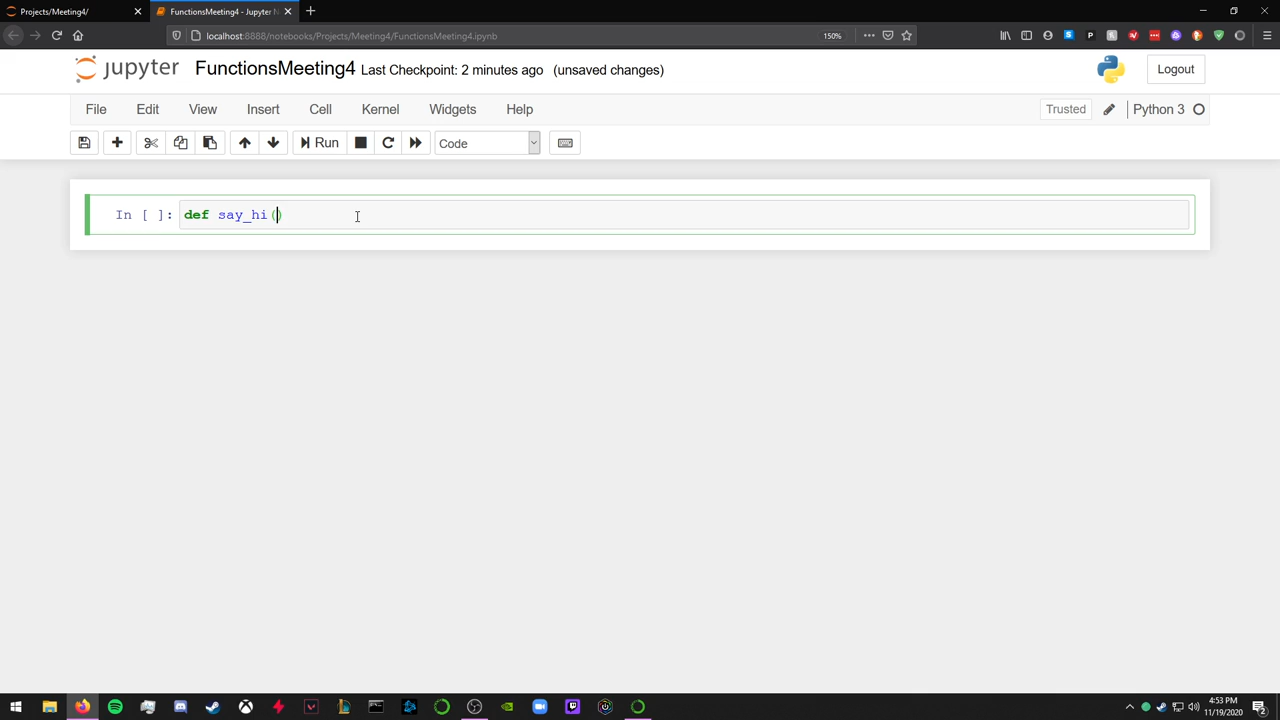 Projects/Meeting4/
FunctionsMeeting4 - Jupyter N
localhost:8888/notebooks/Projects/Meeting4/FunctionsMeeting4.ipynb
150%
jupyter FunctionsMeeting4 Last Checkpoint: 2 minutes ago (unsaved changes)
Logout
File Edit View Insert Cell Kernel Widgets Help
Trusted
Python 3
Run
Code
In [ ]: def say_hi()
4:53 PM
11/19/2020
2